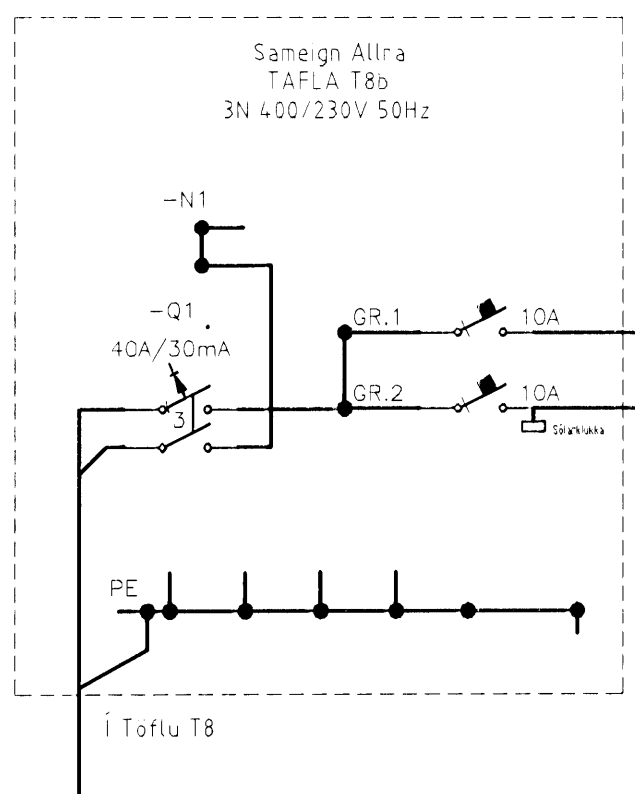 Sameign Allra
TAFLA T8b
3N 400/230V 50Hz
-N1
-Q1
40A/30mA
3
GR.1
10A
GR.2
10A
Sólarklukka
PE
Í Töflu T8